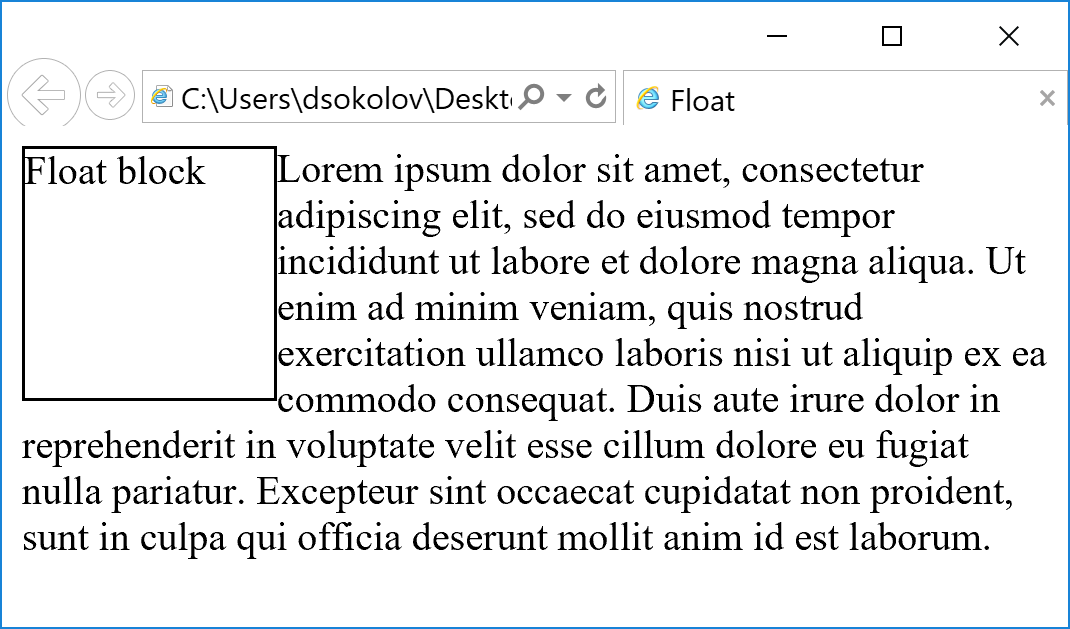 C:\Users\dsokolov\Deskt
Float
Float block
Lorem ipsum dolor sit amet, consectetur
adipiscing elit, sed do eiusmod tempor
incididunt ut labore et dolore magna aliqua. Ut
enim ad minim veniam, quis nostrud
exercitation ullamco laboris nisi ut aliquip ex ea
commodo consequat. Duis aute irure dolor in
reprehenderit in voluptate velit esse cillum dolore eu fugiat
nulla pariatur. Excepteur sint occaecat cupidatat non proident,
sunt in culpa qui officia deserunt mollit anim id est laborum.